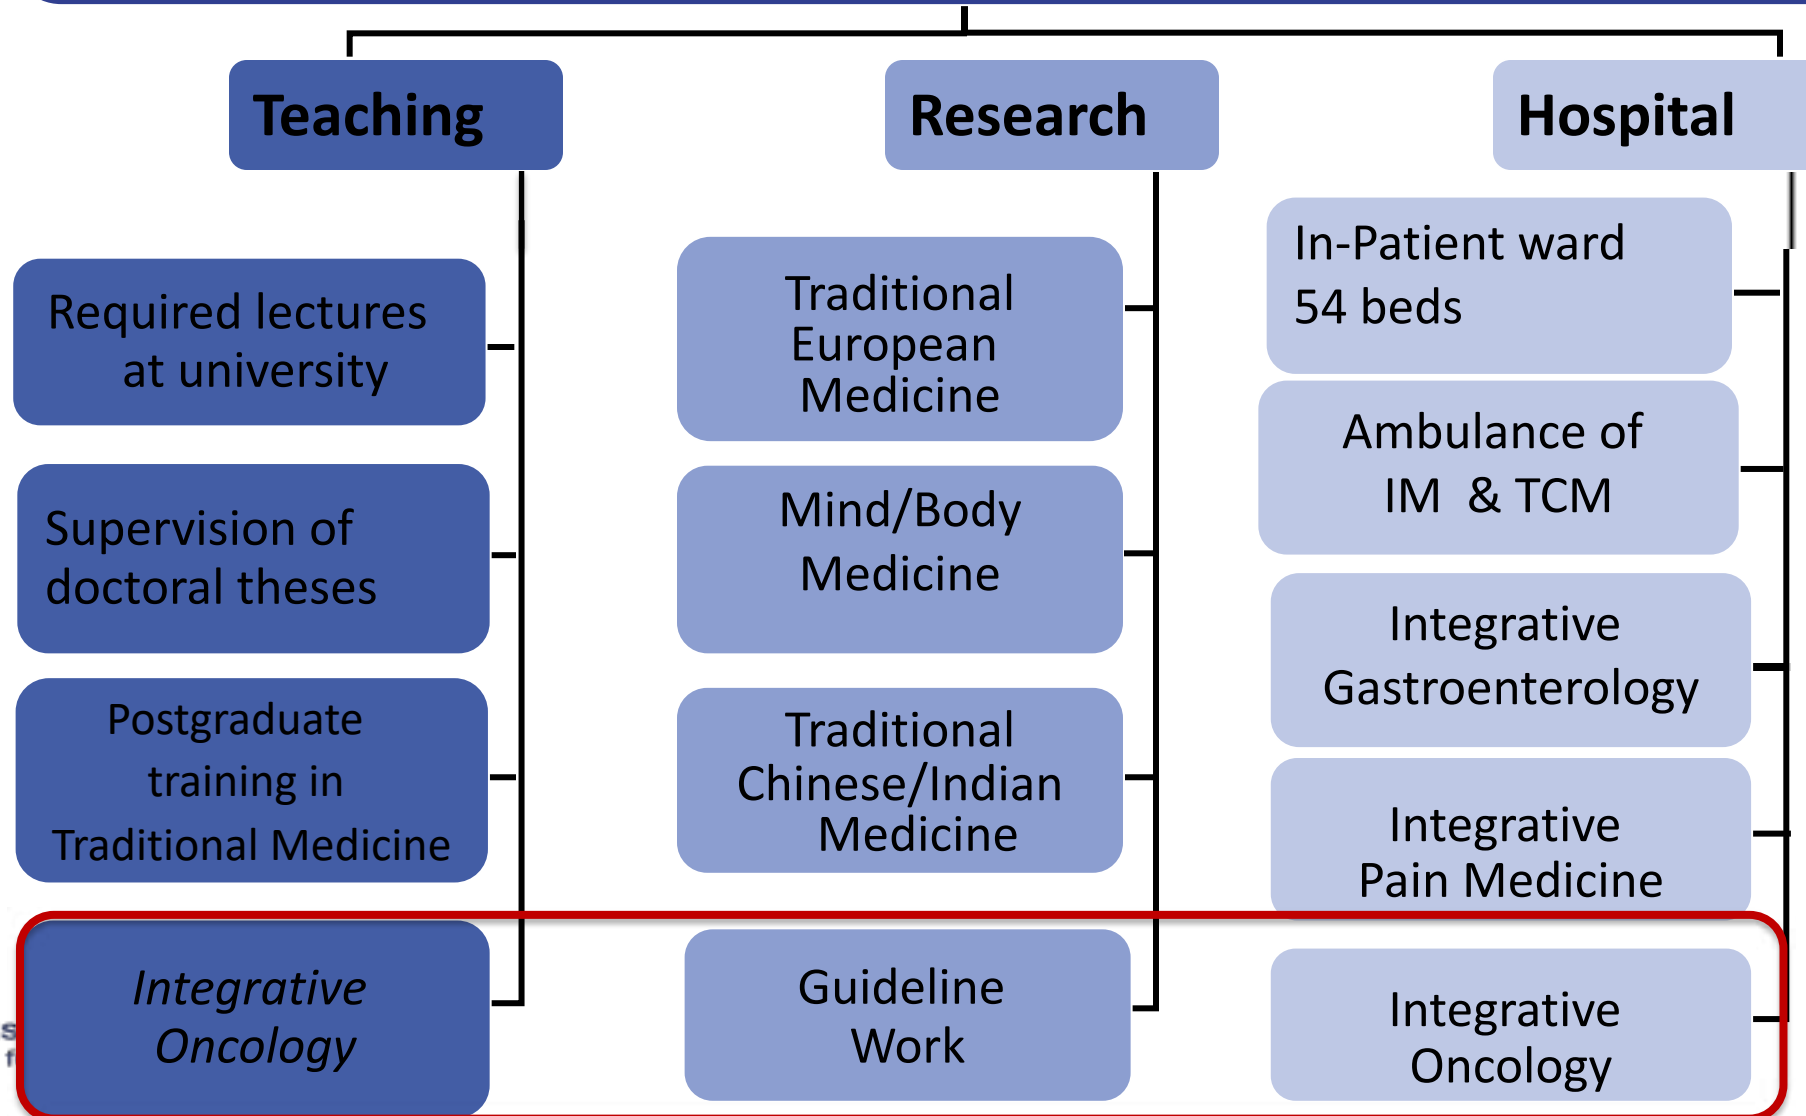 Teaching
Research
Hospital
Required lectures
at university
Supervision of
doctoral theses
Postgraduate
training in
Traditional Medicine
Integrative
Oncology
Traditional
European
Medicine
Mind/Body
Medicine
Traditional
Chinese/Indian
Medicine
Guideline
Work
In-Patient ward
54 beds
Ambulance of
IM & TCM
Integrative
Gastroenterology
Integrative
Pain Medicine
Integrative
Oncology